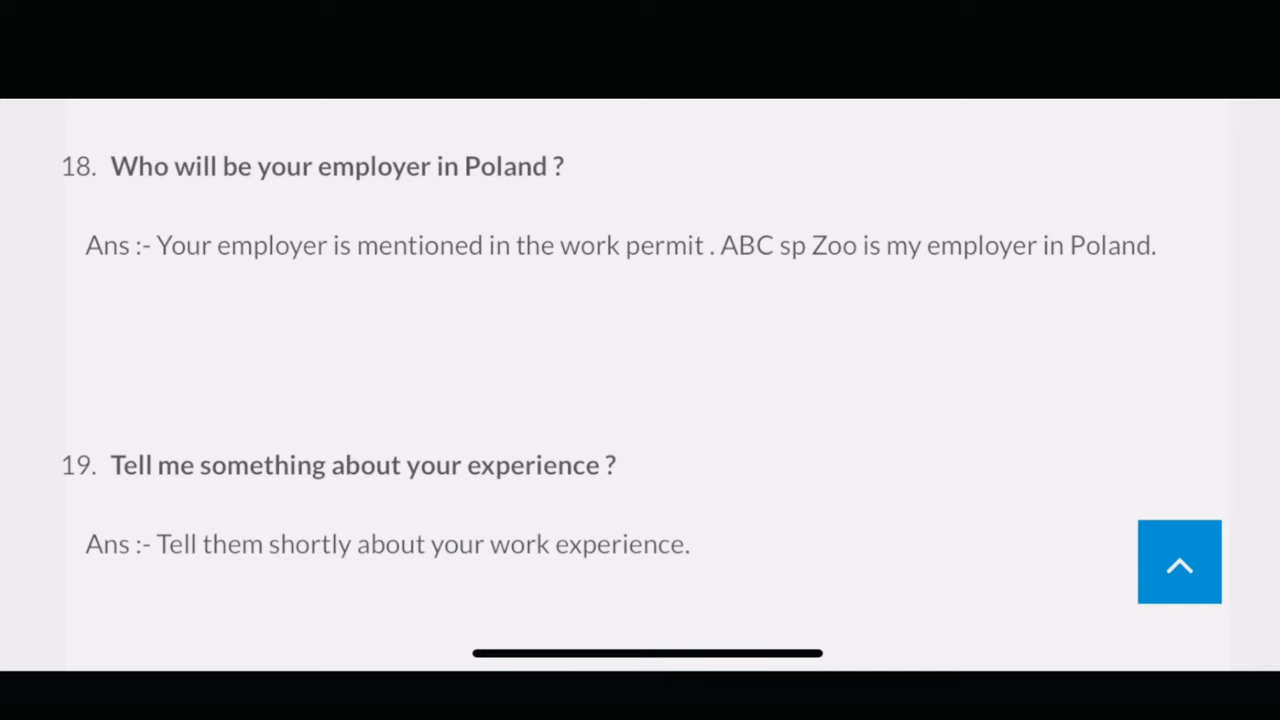 18. Who will be your employer in Poland ?
Ans :- Your employer is mentioned in the work permit . ABC sp Zoo is my employer in Poland.
19. Tell me something about your experience ?
Ans :- Tell them shortly about your work experience.